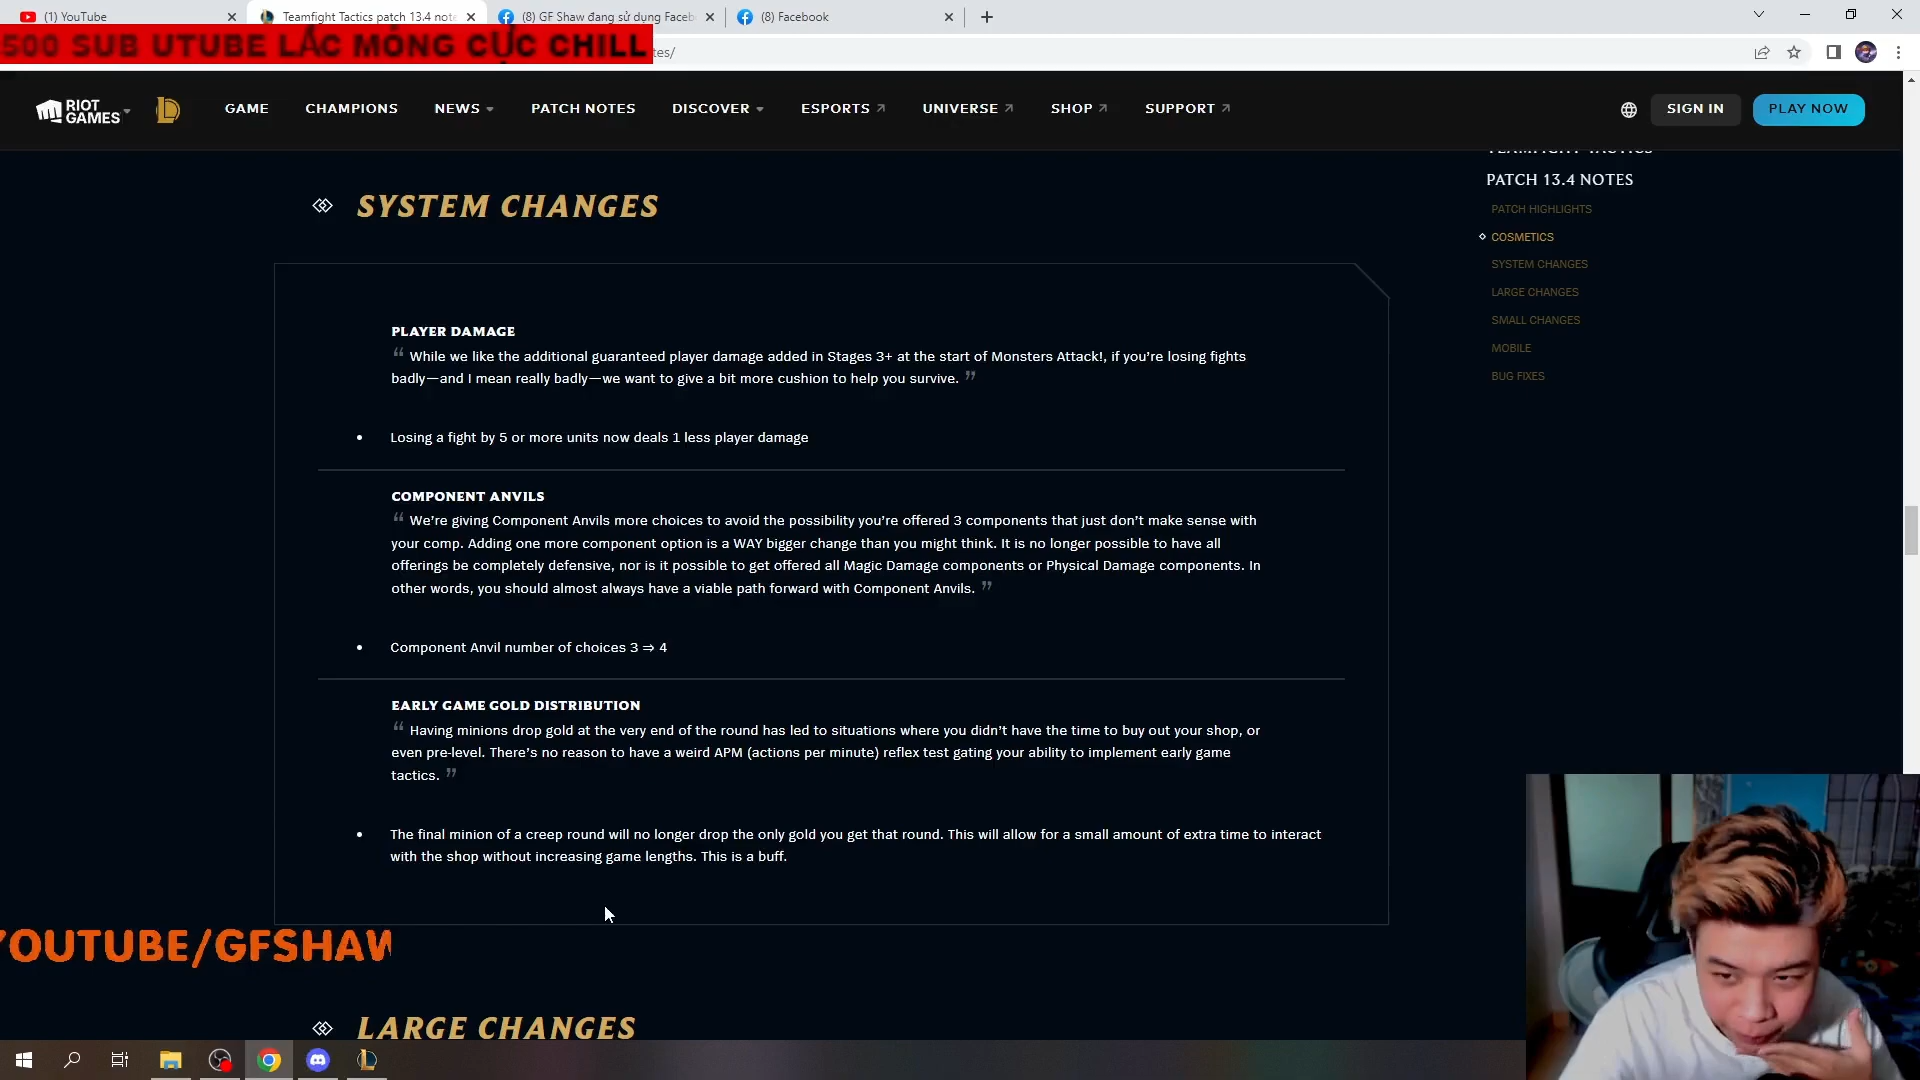 (1) YouTube
Teamfight Tactics patch 13.4 note
(8) GF Shaw đang sử dụng Faceb
(8) Facebook
500 SUB UTUBE LẮC MÔNG CỰC CHILL
tes/
RIOT GAMES
GAME
CHAMPIONS
NEWS
PATCH NOTES
DISCOVER
ESPORTS
UNIVERSE
SHOP
SUPPORT
SIGN IN
PLAY NOW
TEAMFIGHT TACTICS
PATCH 13.4 NOTES
PATCH HIGHLIGHTS
COSMETICS
SYSTEM CHANGES
LARGE CHANGES
SMALL CHANGES
MOBILE
BUG FIXES
SYSTEM CHANGES
PLAYER DAMAGE
“ While we like the additional guaranteed player damage added in Stages 3+ at the start of Monsters Attack!, if you’re losing fights
badly—and I mean really badly—we want to give a bit more cushion to help you survive. ”
• Losing a fight by 5 or more units now deals 1 less player damage
COMPONENT ANVILS
“ We’re giving Component Anvils more choices to avoid the possibility you’re offered 3 components that just don’t make sense with
your comp. Adding one more component option is a WAY bigger change than you might think. It is no longer possible to have all
offerings be completely defensive, nor is it possible to get offered all Magic Damage components or Physical Damage components. In
other words, you should almost always have a viable path forward with Component Anvils. ”
• Component Anvil number of choices 3 ⇒ 4
EARLY GAME GOLD DISTRIBUTION
“ Having minions drop gold at the very end of the round has led to situations where you didn’t have the time to buy out your shop, or
even pre-level. There’s no reason to have a weird APM (actions per minute) reflex test gating your ability to implement early game
tactics. ”
• The final minion of a creep round will no longer drop the only gold you get that round. This will allow for a small amount of extra time to interact
with the shop without increasing game lengths. This is a buff.
YOUTUBE/GFSHAW
LARGE CHANGES